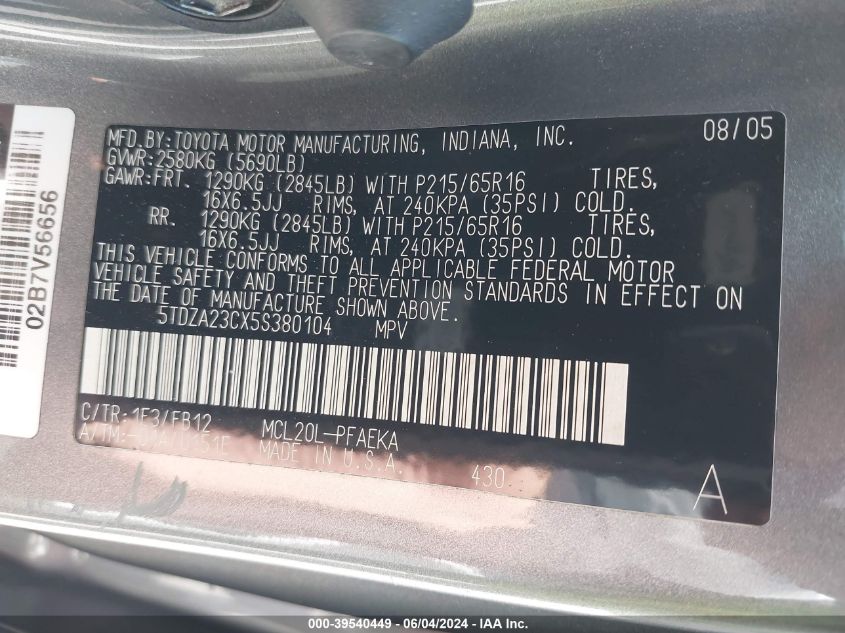 MFD.BY:TOYOTA MOTOR MANUFACTURING, INDIANA, INC. 08/05
GVWR:2580KG (5690LB)
GAWR:FRT. 1290KG (2845LB) WITH P215/65R16 TIRES,
16X6.5JJ RIMS, AT 240KPA (35PSI) COLD.
RR. 1290KG (2845LB) WITH P215/65R16 TIRES,
16X6.5JJ RIMS, AT 240KPA (35PSI) COLD.
THIS VEHICLE CONFORMS TO ALL APPLICABLE FEDERAL MOTOR
VEHICLE SAFETY AND THEFT PREVENTION STANDARDS IN EFFECT ON
THE DATE OF MANUFACTURE SHOWN ABOVE.
5TDZA23CX5S380104 MPV
C/TR:1F3/FB12 MCL20L-PFAEKA
MADE IN U.S.A. 430
A
02B7V56656
000-39540449 - 06/04/2024 - IAA Inc.